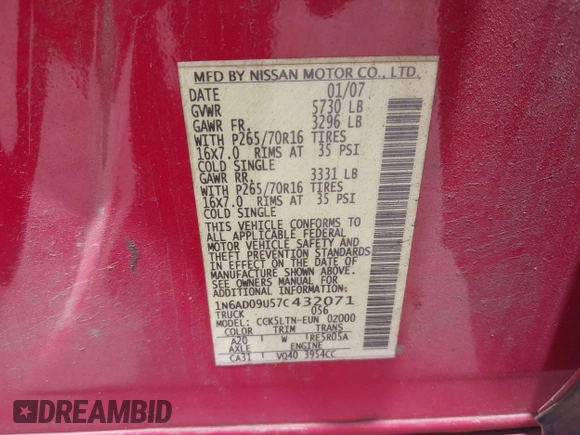 MFD BY NISSAN MOTOR CO., LTD.
DATE 01/07
GVWR 5730 LB
GAWR FR. 3296 LB
WITH P265/70R16 TIRES
16X7.0 RIMS AT 35 PSI
COLD SINGLE
GAWR RR. 3331 LB
WITH P265/70R16 TIRES
16X7.0 RIMS AT 35 PSI
COLD SINGLE
THIS VEHICLE CONFORMS TO
ALL APPLICABLE FEDERAL
MOTOR VEHICLE SAFETY AND
THEFT PREVENTION STANDARDS
IN EFFECT ON THE DATE OF
MANUFACTURE SHOWN ABOVE.
SEE OWNERS MANUAL FOR
ADDITIONAL INFORMATION.
1N6AD09U57C432071
TRUCK 056
MODEL: CCK5LTN-EUN DZ000
COLOR TRIM TRANS
A20 W TRE5R05A
AXLE ENGINE
CA31 VQ40 3954CC
DREAMBID